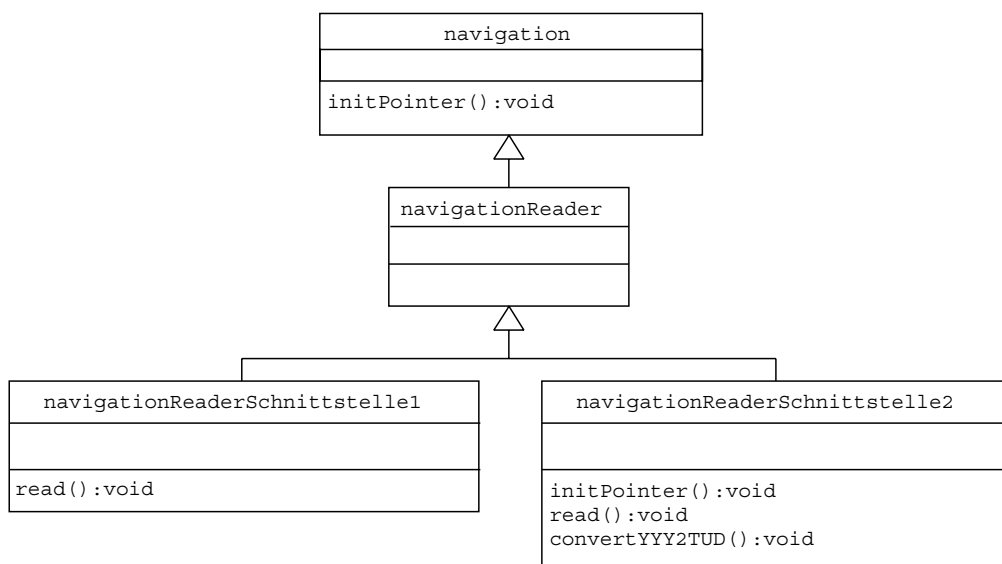 navigation
initPointer():void
navigationReader
navigationReaderSchnittstelle1
read():void
navigationReaderSchnittstelle2
initPointer():void
read():void
convertYYY2TUD():void